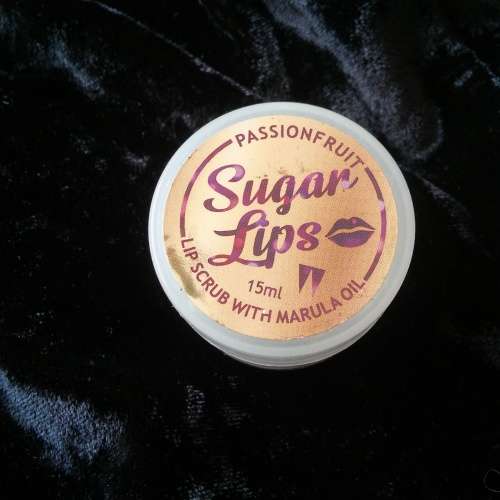 PASSIONFRUIT
Sugar
Lips
15ml
LIP SCRUB WITH MARULA OIL